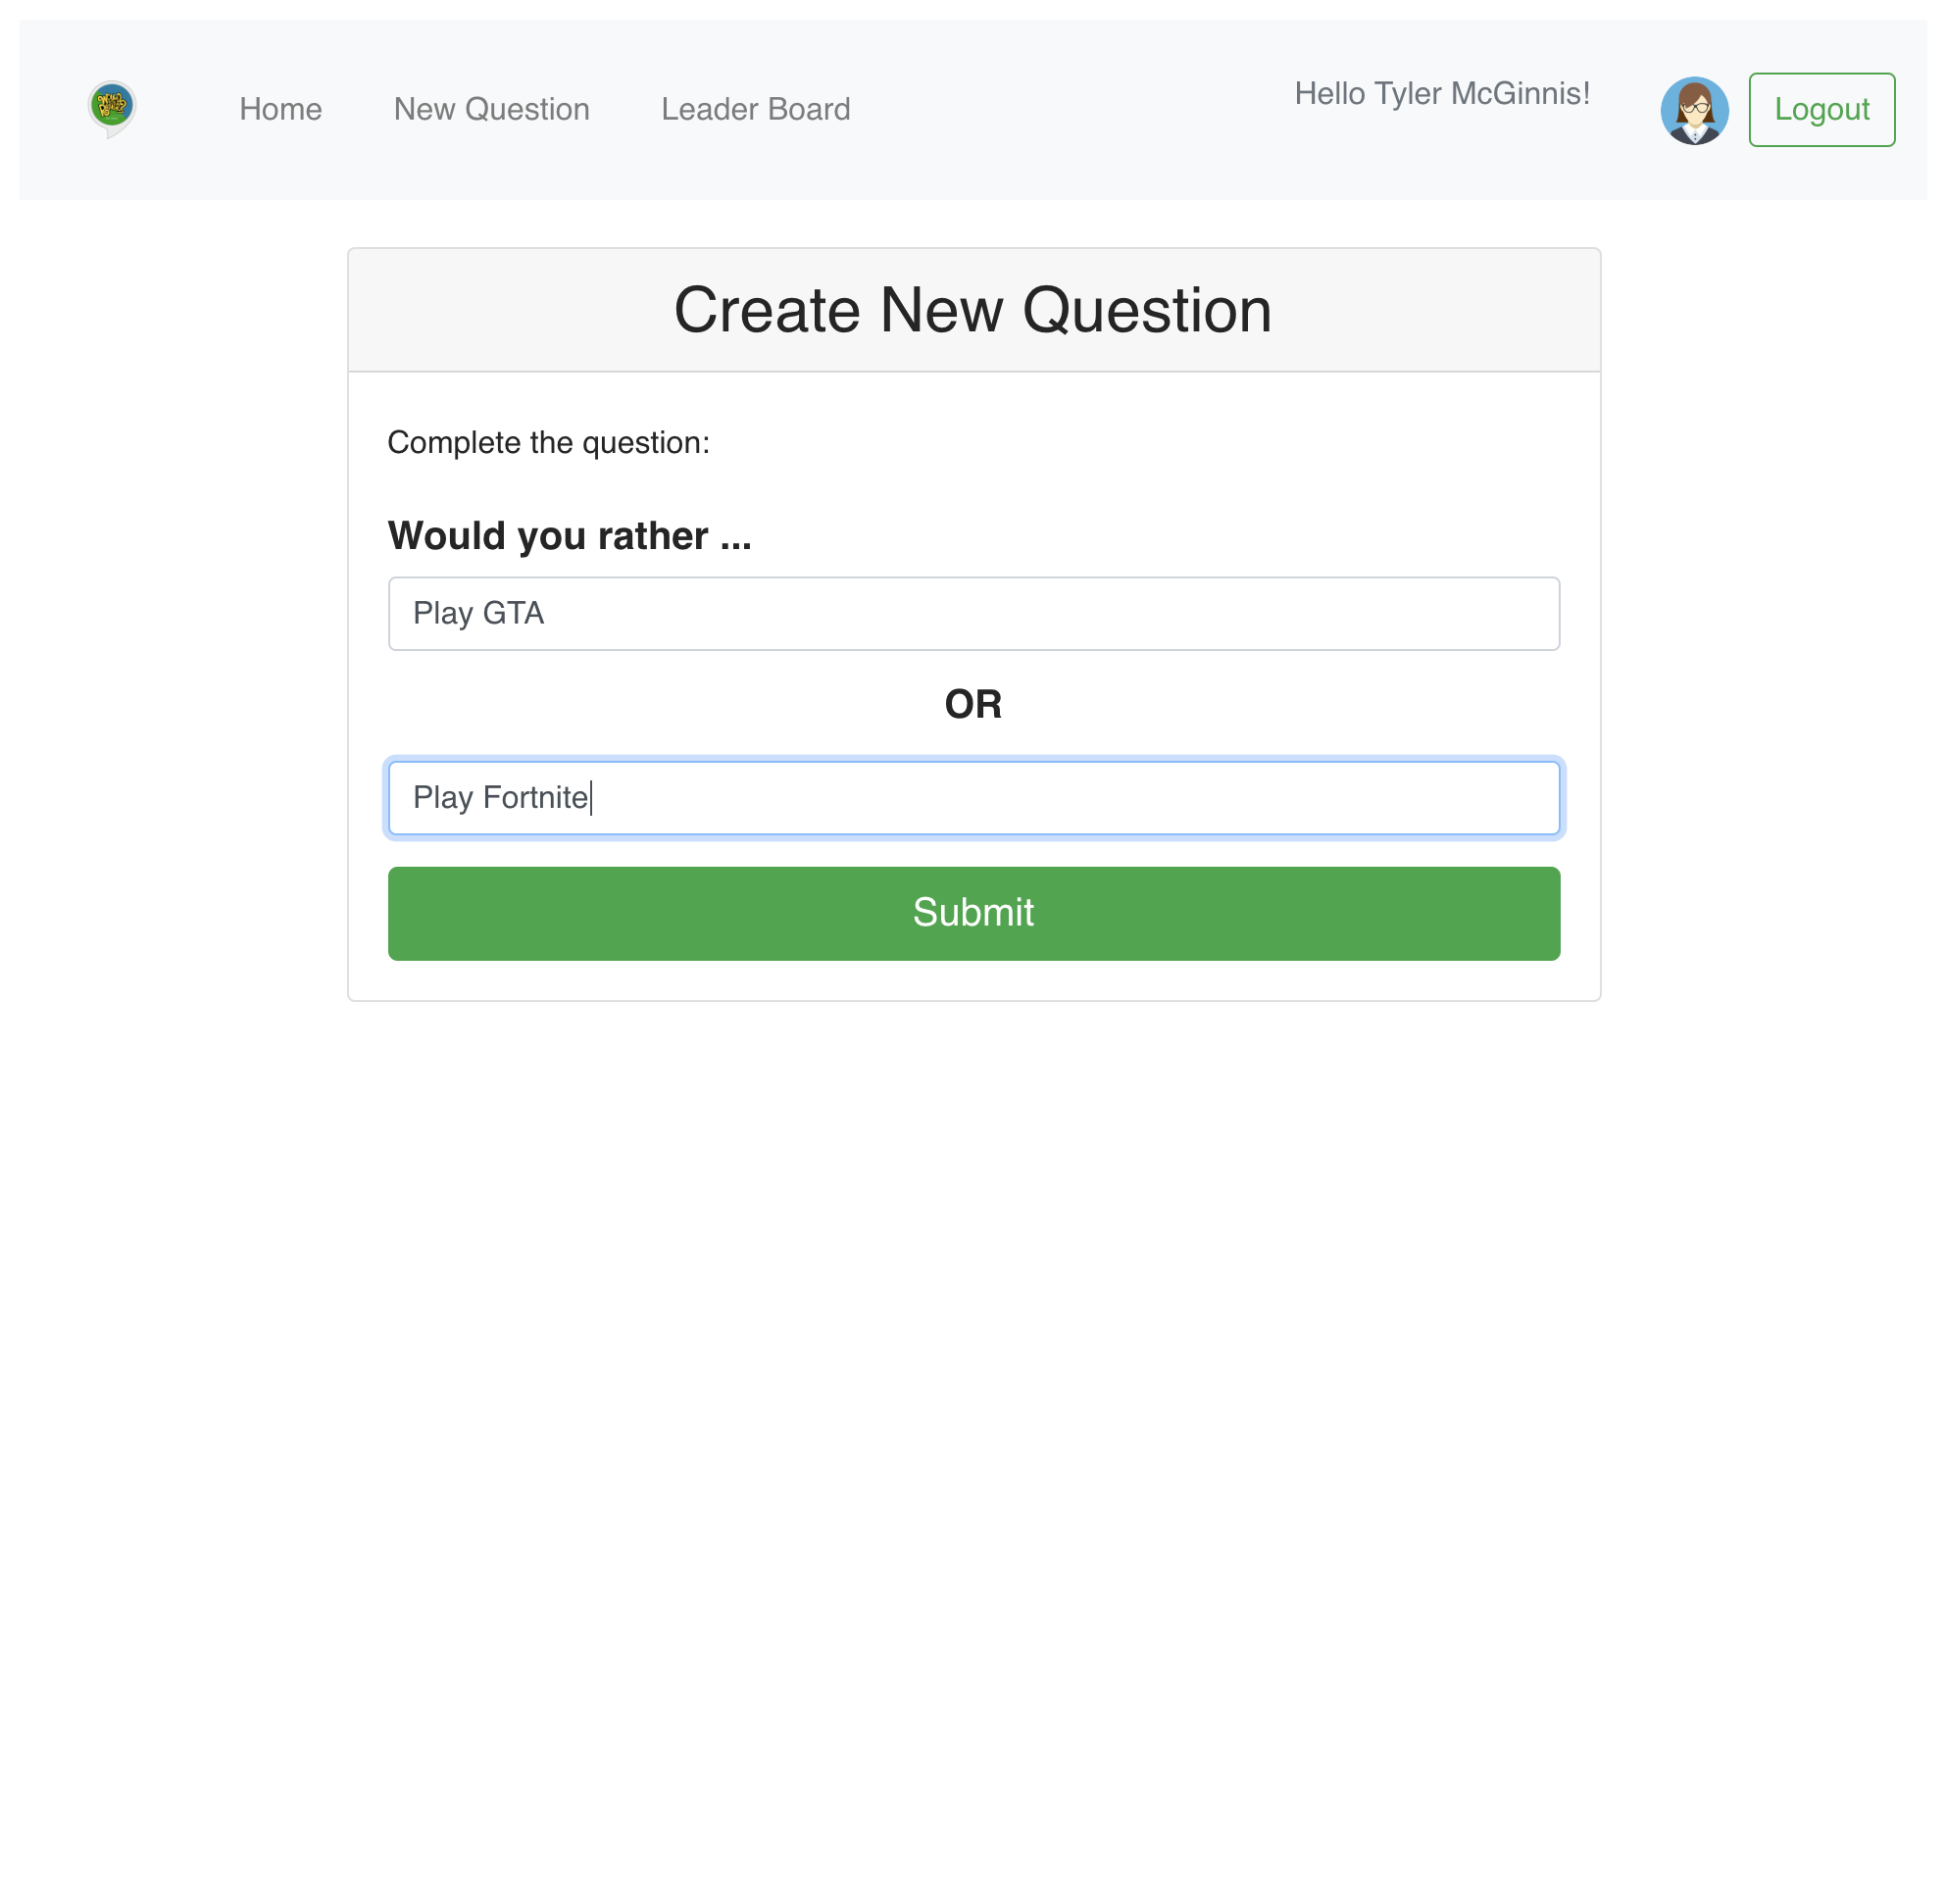 Home New Question Leader Board Hello Tyler McGinnis! Logout
Create New Question
Complete the question:
Would you rather ...
Play GTA
OR
Play Fortnite
Submit